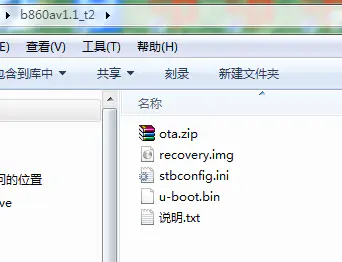 b860av1.1_t2
(E) 查看(V) 工具(T) 帮助(H)
包含到库中 共享 刻录 新建文件夹
名称
ota.zip
recovery.img
stbconfig.ini
u-boot.bin
说明.txt
问的位置
ve